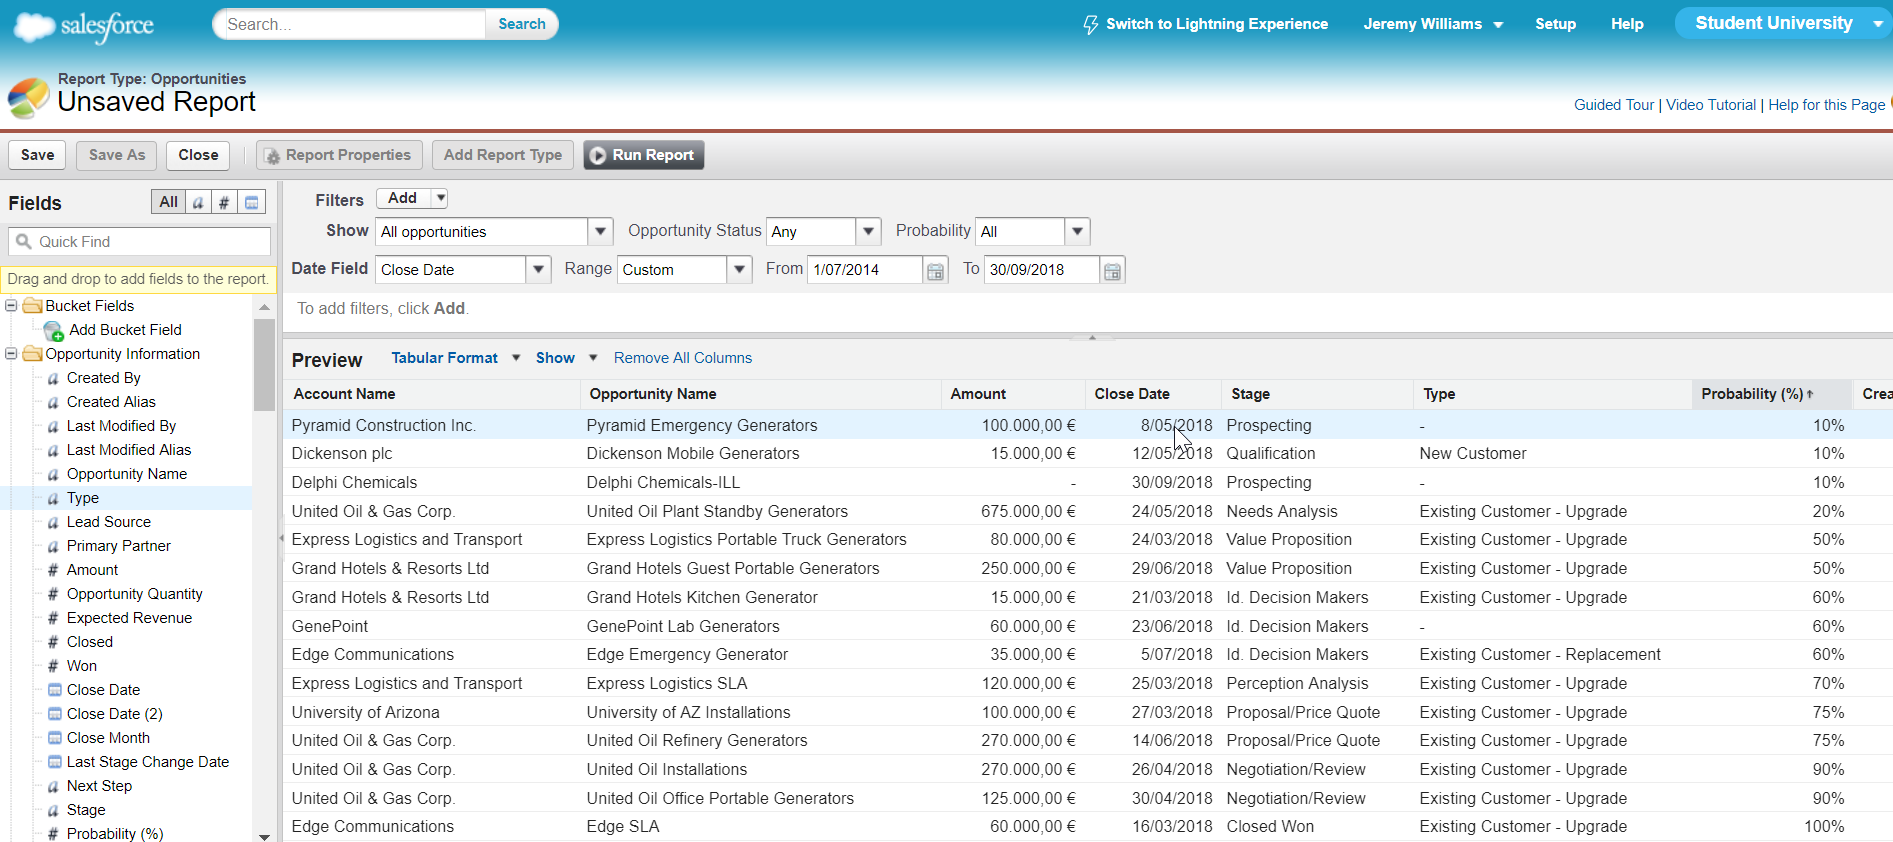 salesforce
Search...
Search
Switch to Lightning Experience
Jeremy Williams
Setup
Help
Student University
Report Type: Opportunities
Unsaved Report
Guided Tour | Video Tutorial | Help for this Page
Save
Save As
Close
Report Properties
Add Report Type
Run Report
Fields
All
a
#
Quick Find
Drag and drop to add fields to the report.
Bucket Fields
Add Bucket Field
Opportunity Information
a Created By
a Created Alias
a Last Modified By
a Last Modified Alias
a Opportunity Name
a Type
a Lead Source
a Primary Partner
# Amount
# Opportunity Quantity
# Expected Revenue
# Closed
# Won
Close Date
Close Date (2)
Close Month
Last Stage Change Date
a Next Step
a Stage
# Probability (%)
Filters
Add
Show All opportunities
Opportunity Status Any
Probability All
Date Field Close Date
Range Custom
From 1/07/2014
To 30/09/2018
To add filters, click Add.
Preview
Tabular Format
Show
Remove All Columns
Account Name Opportunity Name Amount Close Date Stage Type Probability (%) Crea
Pyramid Construction Inc. Pyramid Emergency Generators 100.000,00 € 8/05/2018 Prospecting - 10%
Dickenson plc Dickenson Mobile Generators 15.000,00 € 12/05/2018 Qualification New Customer 10%
Delphi Chemicals Delphi Chemicals-ILL - 30/09/2018 Prospecting - 10%
United Oil & Gas Corp. United Oil Plant Standby Generators 675.000,00 € 24/05/2018 Needs Analysis Existing Customer - Upgrade 20%
Express Logistics and Transport Express Logistics Portable Truck Generators 80.000,00 € 24/03/2018 Value Proposition Existing Customer - Upgrade 50%
Grand Hotels & Resorts Ltd Grand Hotels Guest Portable Generators 250.000,00 € 29/06/2018 Value Proposition Existing Customer - Upgrade 50%
Grand Hotels & Resorts Ltd Grand Hotels Kitchen Generator 15.000,00 € 21/03/2018 Id. Decision Makers Existing Customer - Upgrade 60%
GenePoint GenePoint Lab Generators 60.000,00 € 23/06/2018 Id. Decision Makers - 60%
Edge Communications Edge Emergency Generator 35.000,00 € 5/07/2018 Id. Decision Makers Existing Customer - Replacement 60%
Express Logistics and Transport Express Logistics SLA 120.000,00 € 25/03/2018 Perception Analysis Existing Customer - Upgrade 70%
University of Arizona University of AZ Installations 100.000,00 € 27/03/2018 Proposal/Price Quote Existing Customer - Upgrade 75%
United Oil & Gas Corp. United Oil Refinery Generators 270.000,00 € 14/06/2018 Proposal/Price Quote Existing Customer - Upgrade 75%
United Oil & Gas Corp. United Oil Installations 270.000,00 € 26/04/2018 Negotiation/Review Existing Customer - Upgrade 90%
United Oil & Gas Corp. United Oil Office Portable Generators 125.000,00 € 30/04/2018 Negotiation/Review Existing Customer - Upgrade 90%
Edge Communications Edge SLA 60.000,00 € 16/03/2018 Closed Won Existing Customer - Upgrade 100%